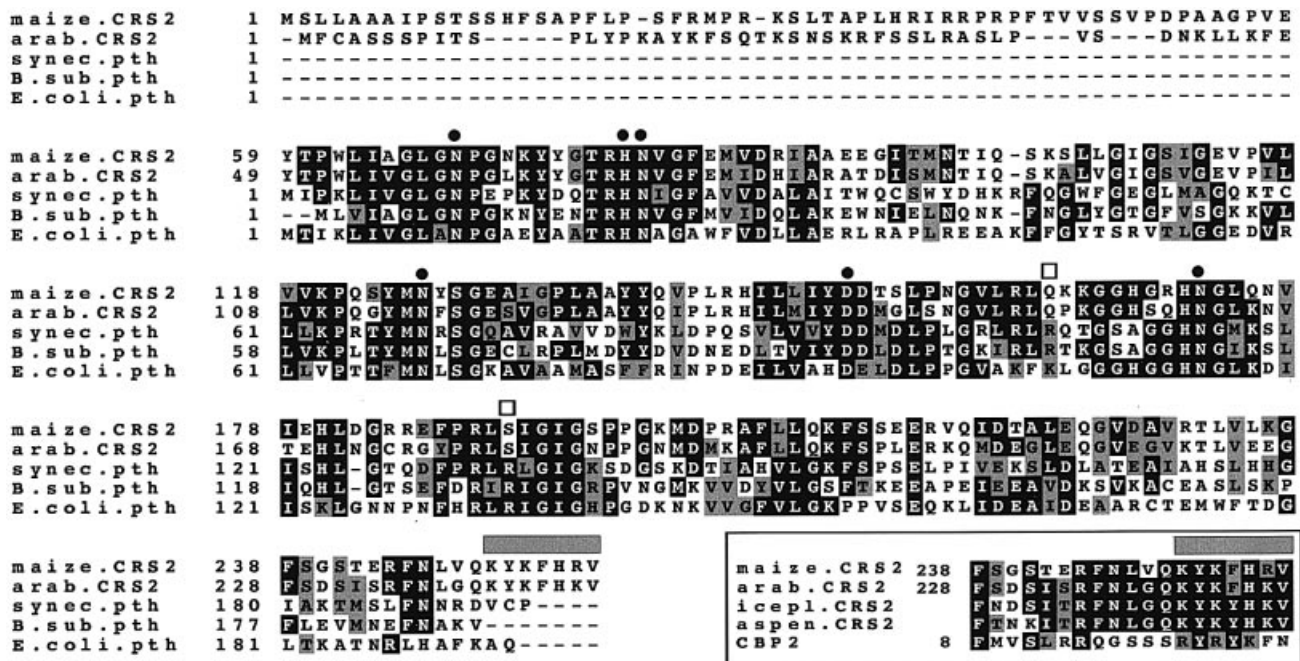 maize.CRS2 1 MSLLAAAIPSTSSHFSAPFLP-SFRMPR-KSLTAPLHRIRRPRPFTVVSSVPDPAAGPVE
arab.CRS2 1 -MFCASSSPITS-----PLYPKAYKFSQTKSNSKRFSSLRASLP---VS---DNKLLKFE
synec.pth 1 ------------------------------------------------------------
B.sub.pth 1 ------------------------------------------------------------
E.coli.pth 1 ------------------------------------------------------------
maize.CRS2 59 YTPWLIAGLGNPGNKYYGTRHNVGFEMVDRIAAEEGITMNTIQ-SKSLLGIGSIGEVPVL
arab.CRS2 49 YTPWLIVGLGNPGLKYYGTRHNVGFEMIDHIARATDISMNTIQ-SKALVGIGSVGEVPIL
synec.pth 1 MIPKLIVGLGNPEPKYDQTRHNIGFAVVDALAITWQCSWYDHKRFQGWFGEGLMAGQKTC
B.sub.pth 1 --MLVIAGLGNPGKNYENTRHNVGFMVIDQLAKEWNIELNQNK-FNGLYGTGFVSGKKVL
E.coli.pth 1 MTIKLIVGLANPGAEYAATRHNAGAWFVDLLAERLRAPLREEAKFFGYTSRVTLGGEDVR
maize.CRS2 118 VVKPQSYMNYSGEAIGPLAAYYQVPLRHILLIYDDTSLPNGVLRLQKKGGHGRHNGLQNV
arab.CRS2 108 LVKPQGYMNFSGESVGPLAAYYQIPLRHILMIYDDMGLSNGVLRLQPKGGHSQHNGLKNV
synec.pth 61 LLKPRTYMNRSGQAVRAVVDWYKLDPQSVLVVYDDMDLPLGRLRLRQTGSAGGHNGMKSL
B.sub.pth 58 LVKPLTYMNLSGECLRPLMDYYDVDNEDLTVIYDDLDLPTGKIRLRTKGSAGGHNGIKSL
E.coli.pth 61 LLVPTTFMNLSGKAVAAMASFFRINPDEILVAHDELDLPPGVAKFKLGGGHGGHNGLKDI
maize.CRS2 178 IEHLDGRREFPRLSIGIGSPPGKMDPRAFLLQKFSSEERVQIDTALEQGVDAVRTLVLKG
arab.CRS2 168 TEHLNGCRGYPRLSIGIGNPPGNMDMKAFLLQKFSPLERKQMDEGLEQGVEGVKTLVEEG
synec.pth 121 ISHL-GTQDFPRLRLGIGKSDGSKDTIAHVLGKFSPSELPIVEKSLDLATEAIAHSLHHG
B.sub.pth 118 IQHL-GTSEFDRIRIGIGRPVNGMKVVDYVLGSFTKEEAPEIEEAVDKSVKACEASLSKP
E.coli.pth 121 ISKLGNNPNFHRLRIGIGHPGDKNKVVGFVLGKPPVSEQKLIDEAIDEAARCTEMWFTDG
maize.CRS2 238 FSGSTERFNLVQKYKFHRV
arab.CRS2 228 FSDSISRFNLGQKYKFHKV
synec.pth 180 IAKTMSLFNNRDVCP----
B.sub.pth 177 FLEVMNEFNAKV-------
E.coli.pth 181 LTKATNRLHAFKAQ-----
maize.CRS2 238 FSGSTERFNLVQKYKFHRV
arab.CRS2 228 FSDSISRFNLGQKYKFHKV
icepl.CRS2 FNDSITRFNLGQKYKYHKV
aspen.CRS2 FTNKITRFNLGQKYKYHKV
CBP2 8 FMVSLRRQGSSSRYRYKFN